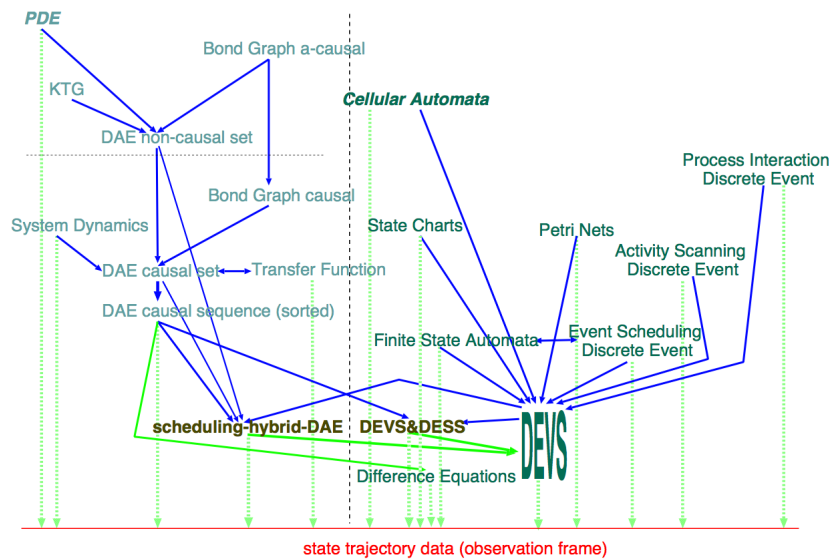 PDE
Bond Graph a-causal
KTG
Cellular Automata
DAE non-causal set
Process Interaction
Discrete Event
Bond Graph causal
System Dynamics
State Charts
Petri Nets
Activity Scanning
Discrete Event
DAE causal set
Transfer Function
DAE causal sequence (sorted)
Finite State Automata
Event Scheduling
Discrete Event
scheduling-hybrid-DAE
DEVS&DESS
DEVS
Difference Equations
state trajectory data (observation frame)